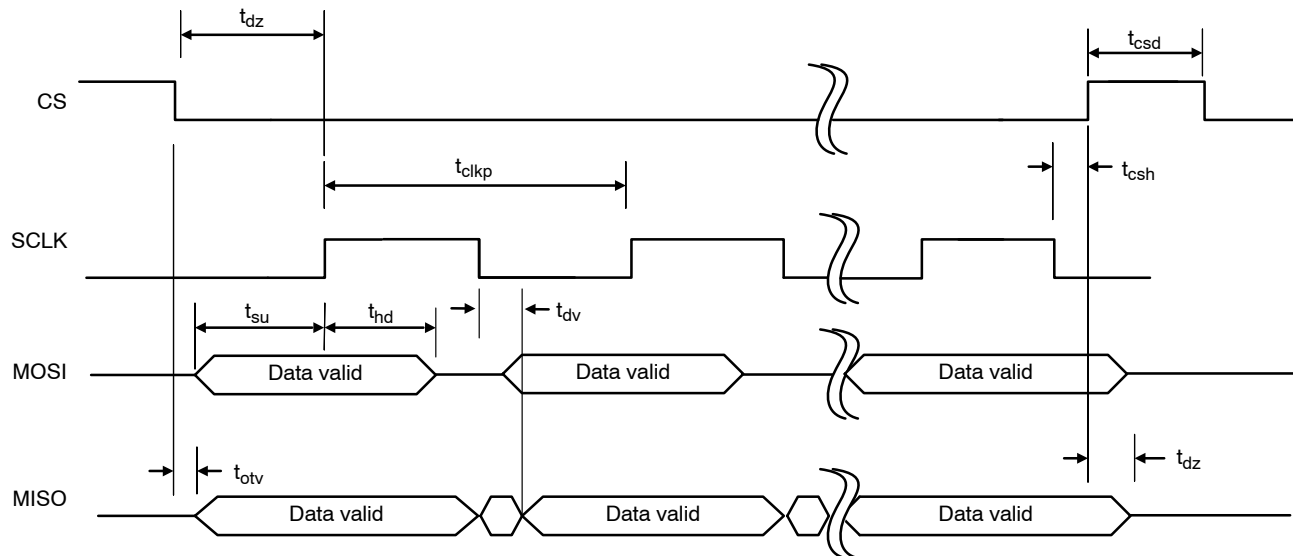 t_dz
t_csd
CS
t_clkp
t_csh
SCLK
t_su
t_hd
t_dv
MOSI
Data valid
Data valid
Data valid
t_otv
t_dz
MISO
Data valid
Data valid
Data valid